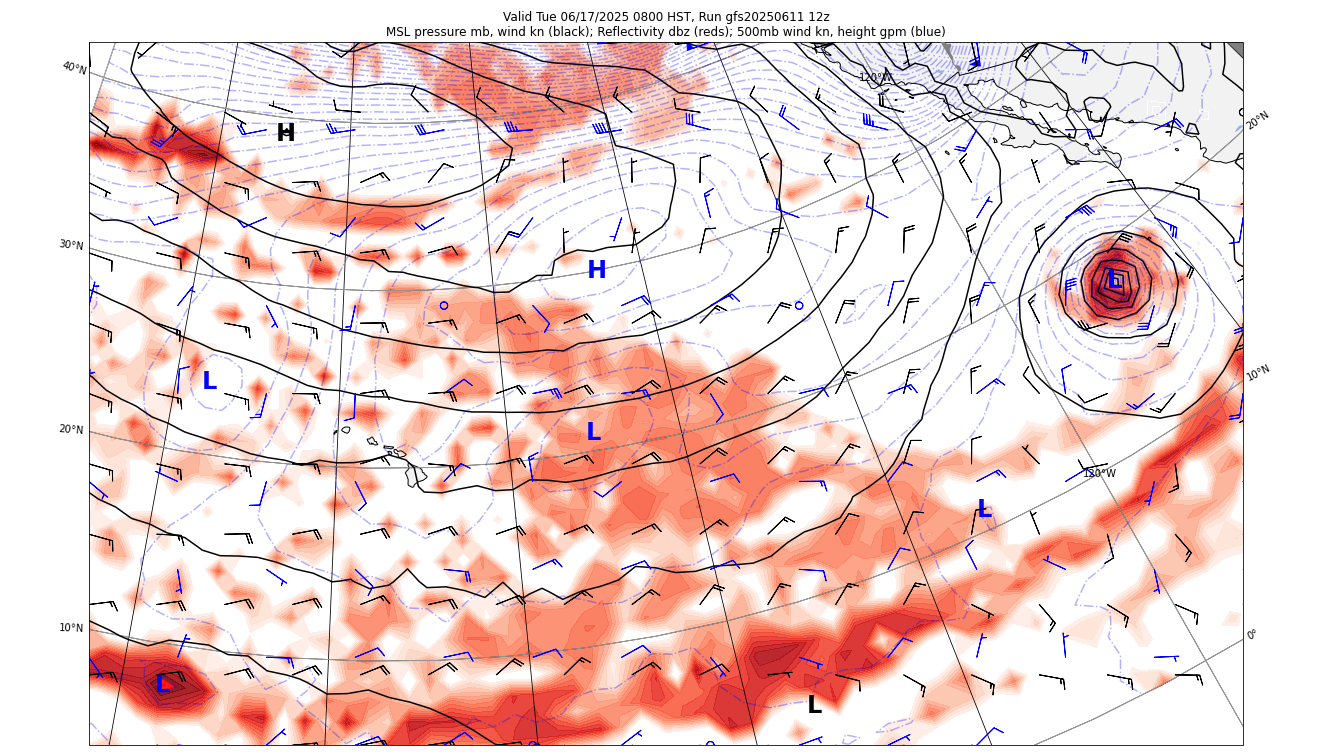 Valid Tue 06/17/2025 0800 HST, Run gfs20250611 12z
MSL pressure mb, wind kn (black); Reflectivity dbz (reds); 500mb wind kn, height gpm (blue)
40°N
120°W
20°N
H
30°N
H
L
10°N
L
20°N
L
120°W
L
10°N
0°
L
L